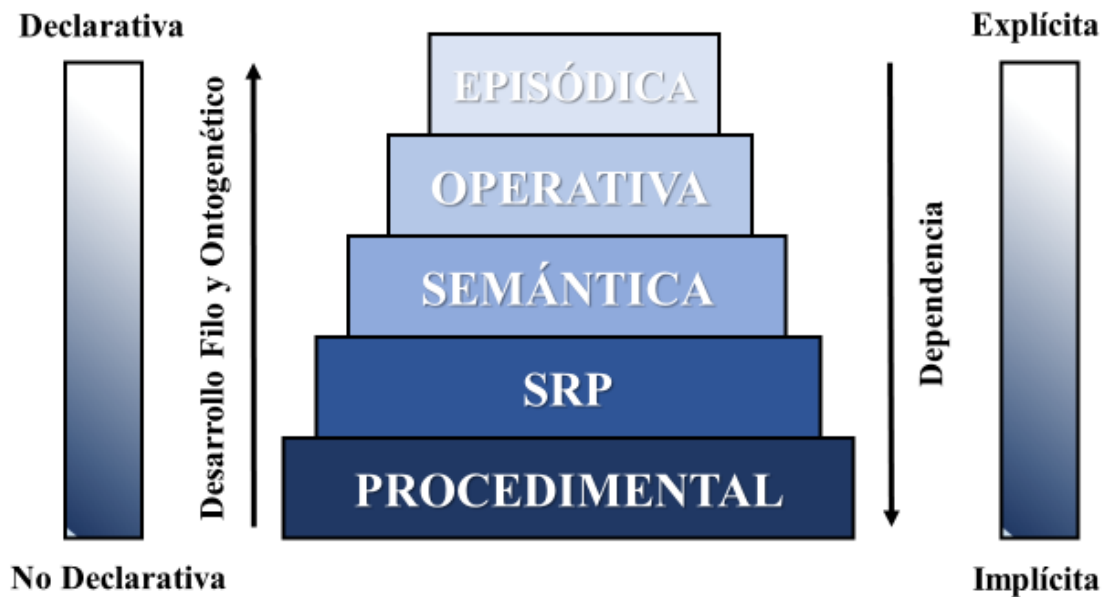 Declarativa
Explícita
Desarrollo Filo y Ontogenético
EPISÓDICA
OPERATIVA
SEMÁNTICA
SRP
PROCEDIMENTAL
Dependencia
No Declarativa
Implícita